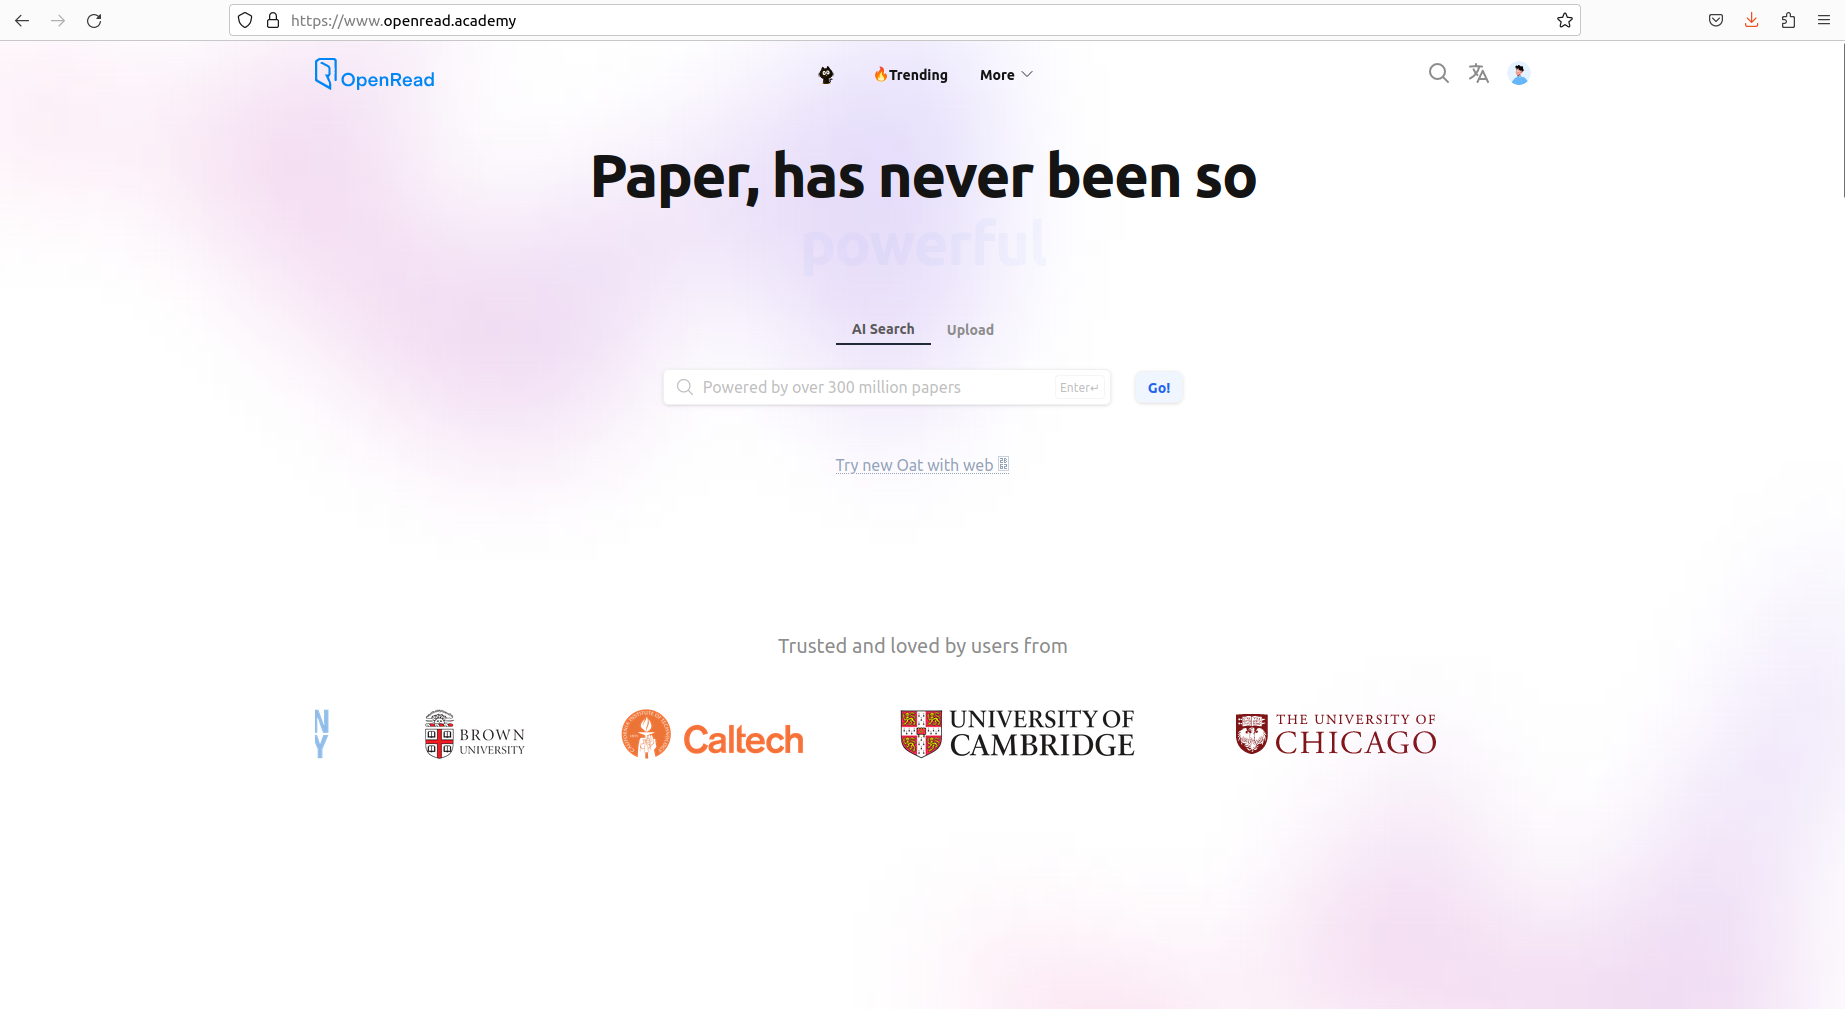 https://www.openread.academy
OpenRead
🔥Trending
More
Paper, has never been so
powerful
AI Search
Upload
Powered by over 300 million papers
Enter↵
Go!
Try new Oat with web
Trusted and loved by users from
N
Y
BROWN
UNIVERSITY
Caltech
UNIVERSITY OF
CAMBRIDGE
THE UNIVERSITY OF
CHICAGO